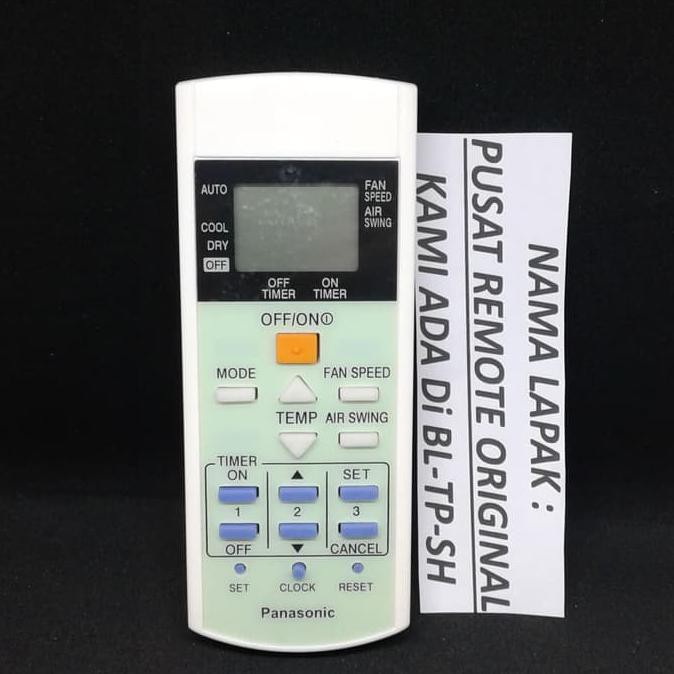 AUTO
COOL
DRY
OFF
FAN
SPEED
AIR
SWING
OFF
TIMER
ON
TIMER
OFF/ON
MODE
FAN SPEED
TEMP
AIR SWING
TIMER
ON
▲
SET
1
2
3
OFF
▼
CANCEL
SET
CLOCK
RESET
Panasonic
NAMA LAPAK :
PUSAT REMOTE ORIGINAL
KAMI ADA Di BL-TP-SH